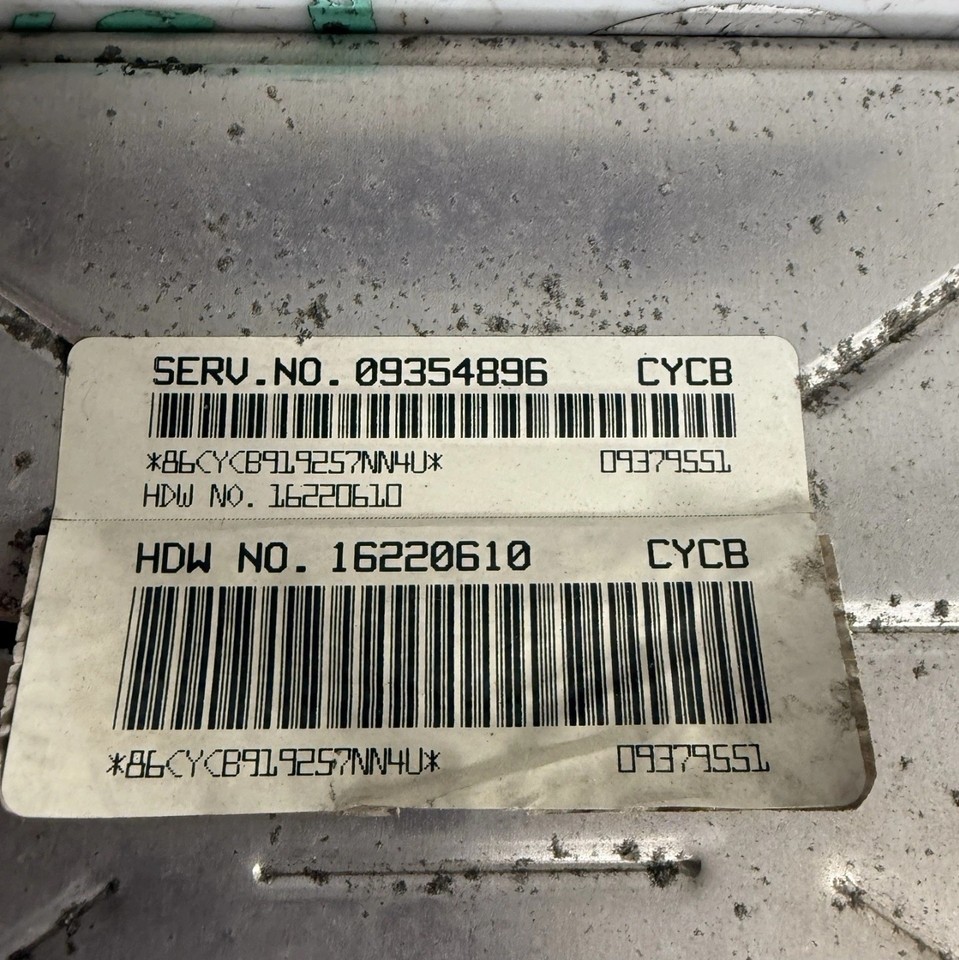 SERV.NO. 09354896 CYCB
*86CYCB919257NN4U* 09379551
HDW NO. 16220610
HDW NO. 16220610 CYCB
*86CYCB919257NN4U* 09379551